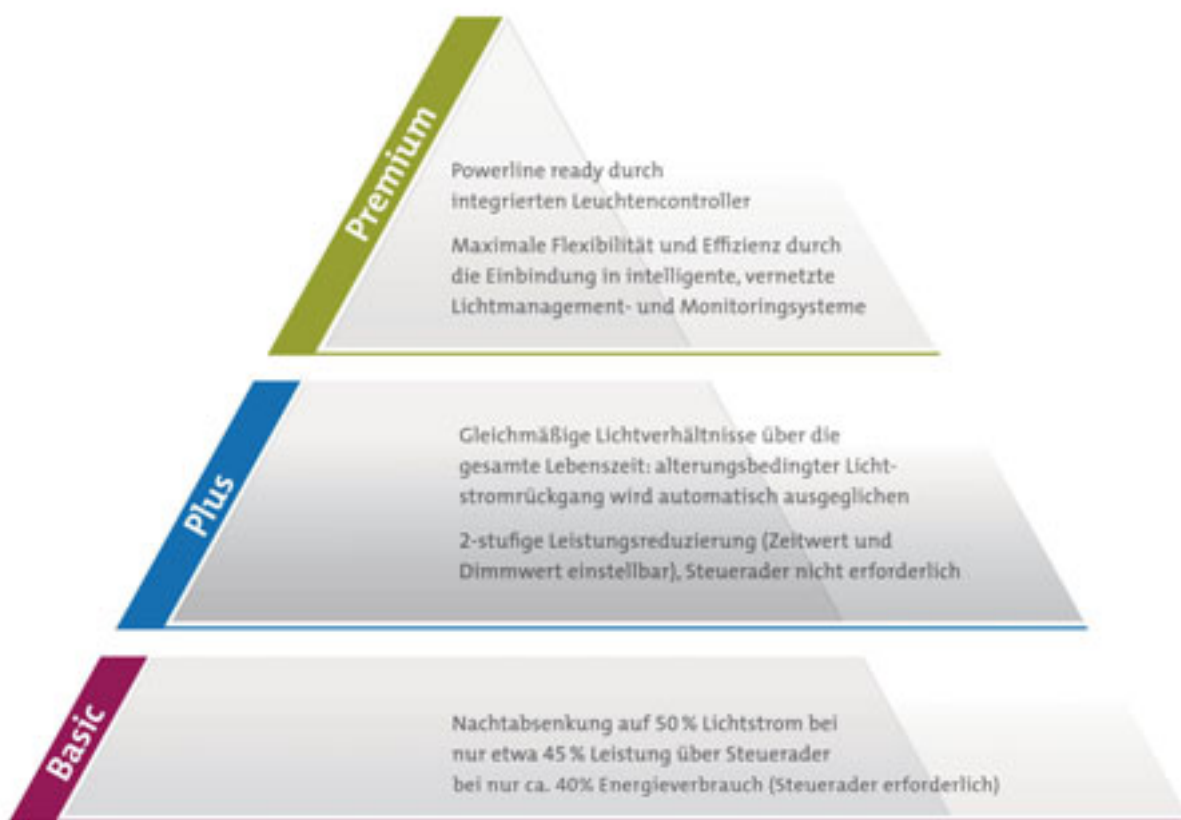 Premium
Powerline ready durch
integrierten Leuchtencontroller
Maximale Flexibilität und Effizienz durch
die Einbindung in intelligente, vernetzte
Lichtmanagement- und Monitoringsysteme
Plus
Gleichmäßige Lichtverhältnisse über die
gesamte Lebenszeit: alterungsbedingter Licht-
stromrückgang wird automatisch ausgeglichen
2-stufige Leistungsreduzierung (Zeitwert und
Dimmwert einstellbar), Steuerader nicht erforderlich
Basic
Nachtabsenkung auf 50 % Lichtstrom bei
nur etwa 45 % Leistung über Steuerader
bei nur ca. 40% Energieverbrauch (Steuerader erforderlich)